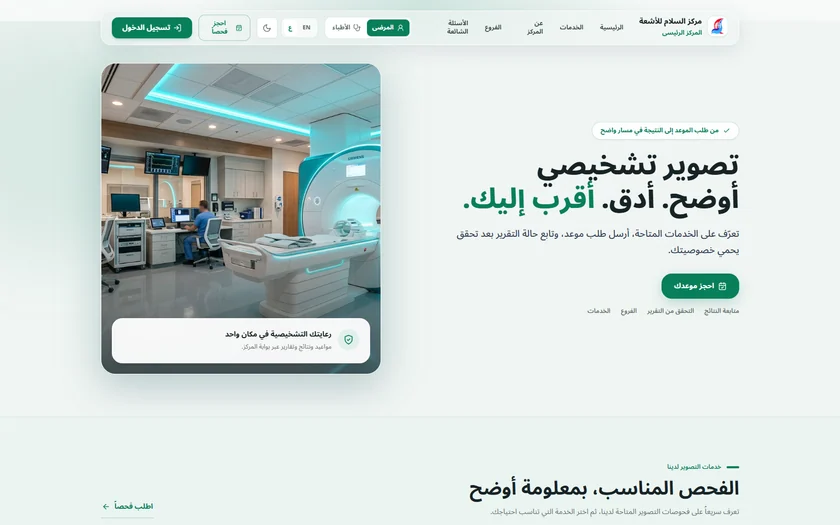 مركز السلام للأشعة
المركز الرئيسي
الرئيسية
الخدمات
عن المركز
الفروع
الأسئلة الشائعة
المرضى
الأطباء
EN
ع
احجز فحصا
تسجيل الدخول
من طلب الموعد إلى النتيجة في مسار واضح
تصوير تشخيصي
أوضح. أدق. أقرب إليك.
تعرّف على الخدمات المتاحة، أرسل طلب موعد، وتابع حالة التقرير بعد تحقق
يحمي خصوصيتك.
احجز موعدك
متابعة النتائج
التحقق من التقرير
الفروع
الخدمات
رعايتك التشخيصية في مكان واحد
مواعيد ونتائج وتقارير عبر بوابة المركز.
خدمات التصوير لدينا
الفحص المناسب، بمعلومة أوضح
تعرف سريعاً على فحوصات التصوير المتاحة لدينا، ثم اختر الخدمة التي تناسب احتياجك.
اطلب فحصاً